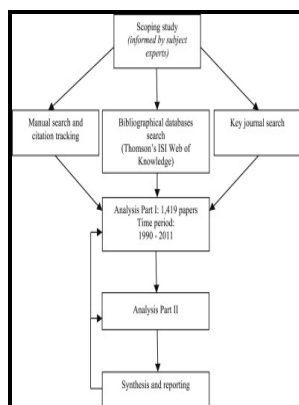 Scoping study
(informed by subject
experts)
Manual search and
citation tracking
Bibliographical databases
search
(Thomson's ISI Web of
Knowledge)
Key journal search
Analysis Part I: 1,419 papers
Time period:
1990 - 2011
Analysis Part II
Synthesis and reporting